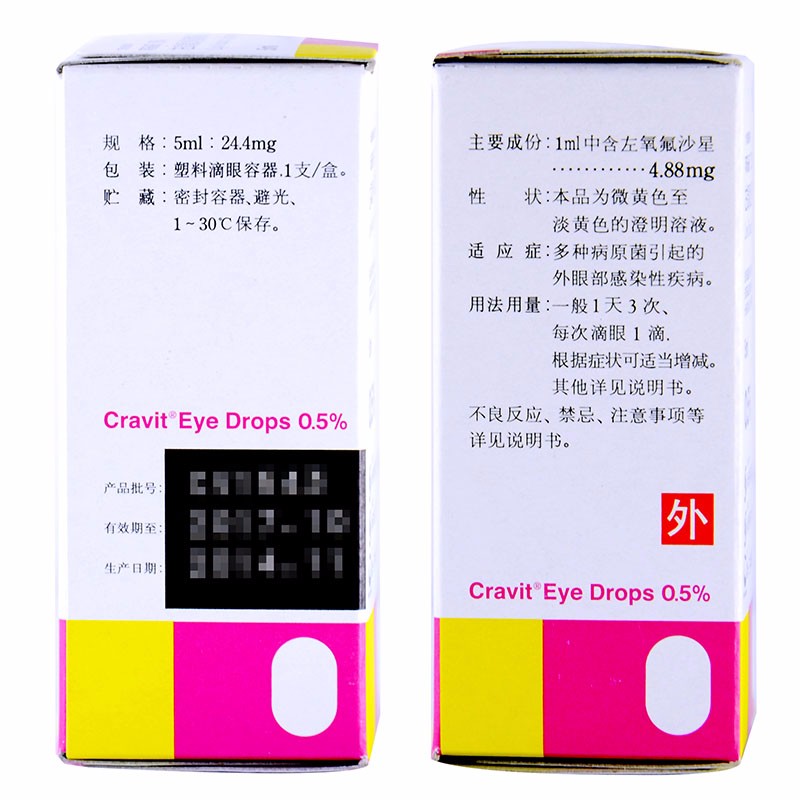 规 格:5ml:24.4mg
包 装:塑料滴眼容器.1支/盒。
贮 藏:密封容器、避光、
1~30℃保存。
Cravit®Eye Drops 0.5%
产品批号:
有效期至:
生产日期:
主要成份:1ml中含左氧氟沙星
············4.88mg
性 状:本品为微黄色至
淡黄色的澄明溶液。
适 应 症:多种病原菌引起的
外眼部感染性疾病。
用法用量:一般1天3次、
每次滴眼1滴.
根据症状可适当增减。
其他详见说明书。
不良反应、禁忌、注意事项等
详见说明书。
外
Cravit®Eye Drops 0.5%